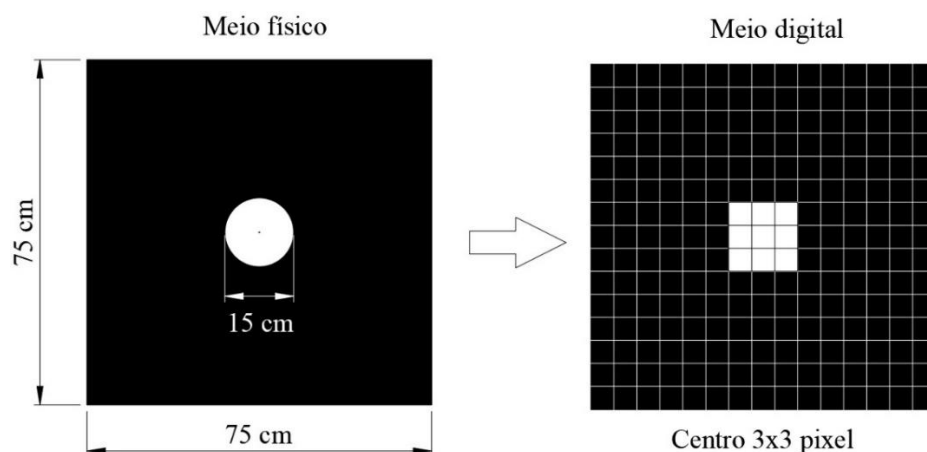 Meio físico
Meio digital
75 cm
15 cm
75 cm
Centro 3x3 pixel